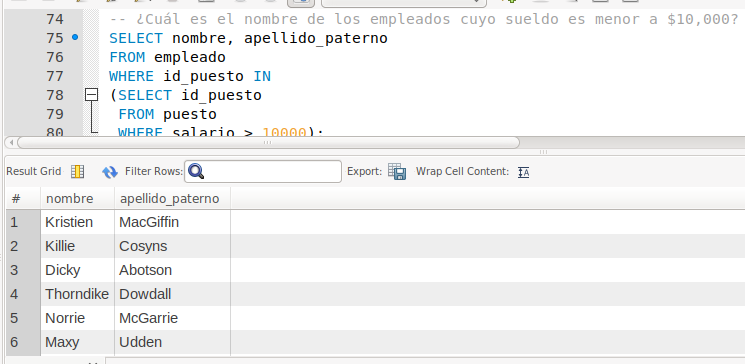 74 -- ¿Cuál es el nombre de los empleados cuyo sueldo es menor a $10,000?
75 SELECT nombre, apellido_paterno
76 FROM empleado
77 WHERE id_puesto IN
78 (SELECT id_puesto
79 FROM puesto
80 WHERE salario > 10000);
Result Grid Filter Rows: Export: Wrap Cell Content:
# nombre apellido_paterno
1 Kristien MacGiffin
2 Killie Cosyns
3 Dicky Abotson
4 Thorndike Dowdall
5 Norrie McGarrie
6 Maxy Udden